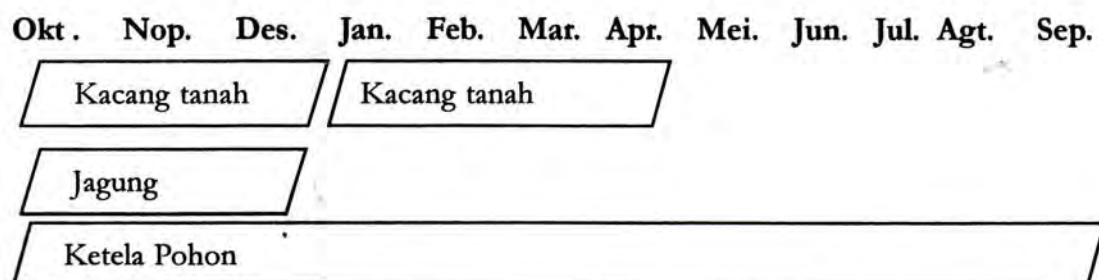 Okt . Nop. Des. Jan. Feb. Mar. Apr. Mei. Jun. Jul. Agt. Sep.
Kacang tanah Kacang tanah
Jagung
Ketela Pohon